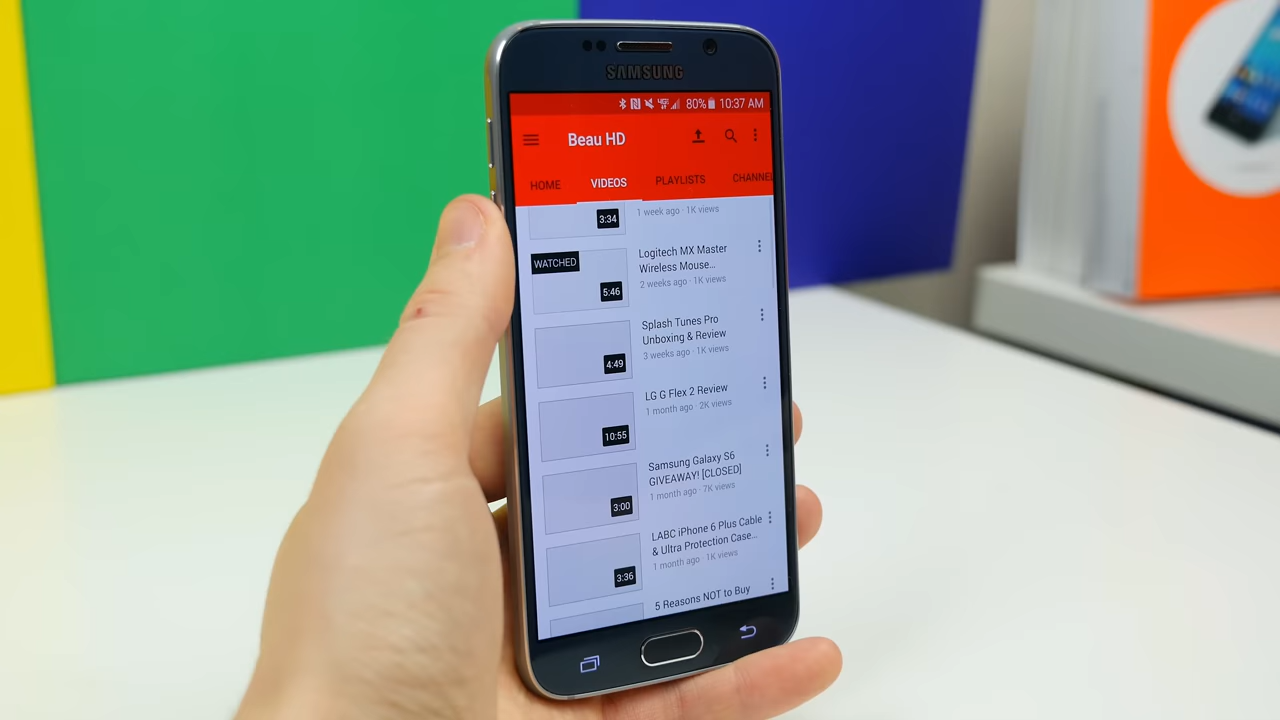 SAMSUNG
80% 10:37 AM
Beau HD
HOME VIDEOS PLAYLISTS CHANNEL
3:34
1 week ago · 1K views
WATCHED
5:46
Logitech MX Master
Wireless Mouse...
2 weeks ago · 1K views
4:49
Splash Tunes Pro
Unboxing & Review
3 weeks ago · 1K views
10:55
LG G Flex 2 Review
1 month ago · 2K views
3:00
Samsung Galaxy S6
GIVEAWAY! [CLOSED]
1 month ago · 7K views
3:36
LABC iPhone 6 Plus Cable
& Ultra Protection Case...
1 month ago · 1K views
5 Reasons NOT to Buy